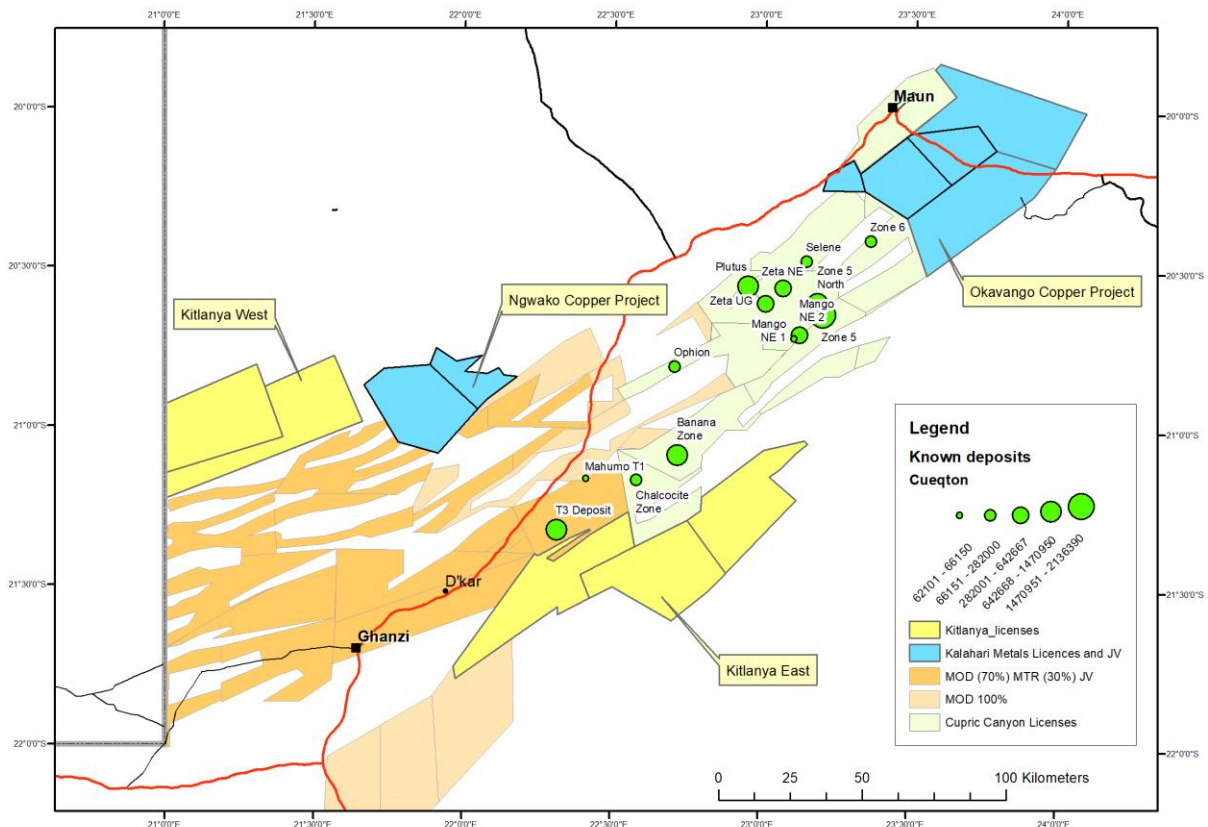 21°0'0"E
21°30'0"E
22°0'0"E
22°30'0"E
23°0'0"E
23°30'0"E
24°0'0"E
20°0'0"S
20°0'0"S
Maun
Zone 6
Selene
20°30'0"S
20°30'0"S
Plutus
Zeta NE
Zone 5
North
Okavango Copper Project
Ngwako Copper Project
Zeta UG
Mango
NE 2
Kitlanya West
Mango
NE 1
Zone 5
Ophion
21°0'0"S
21°0'0"S
Banana
Zone
Mahumo T1
Chalcocite
Zone
T3 Deposit
21°30'0"S
21°30'0"S
D'kar
Ghanzi
Kitlanya East
22°0'0"S
22°0'0"S
Legend
Known deposits
Cueqton
62101 - 66150
66151 - 282000
282001 - 642667
642668 - 1470950
1470951 - 2136390
Kitlanya_licenses
Kalahari Metals Licences and JV
MOD (70%) MTR (30%) JV
MOD 100%
Cupric Canyon Licenses
0 25 50 100 Kilometers
21°0'0"E
21°30'0"E
22°0'0"E
22°30'0"E
23°0'0"E
23°30'0"E
24°0'0"E